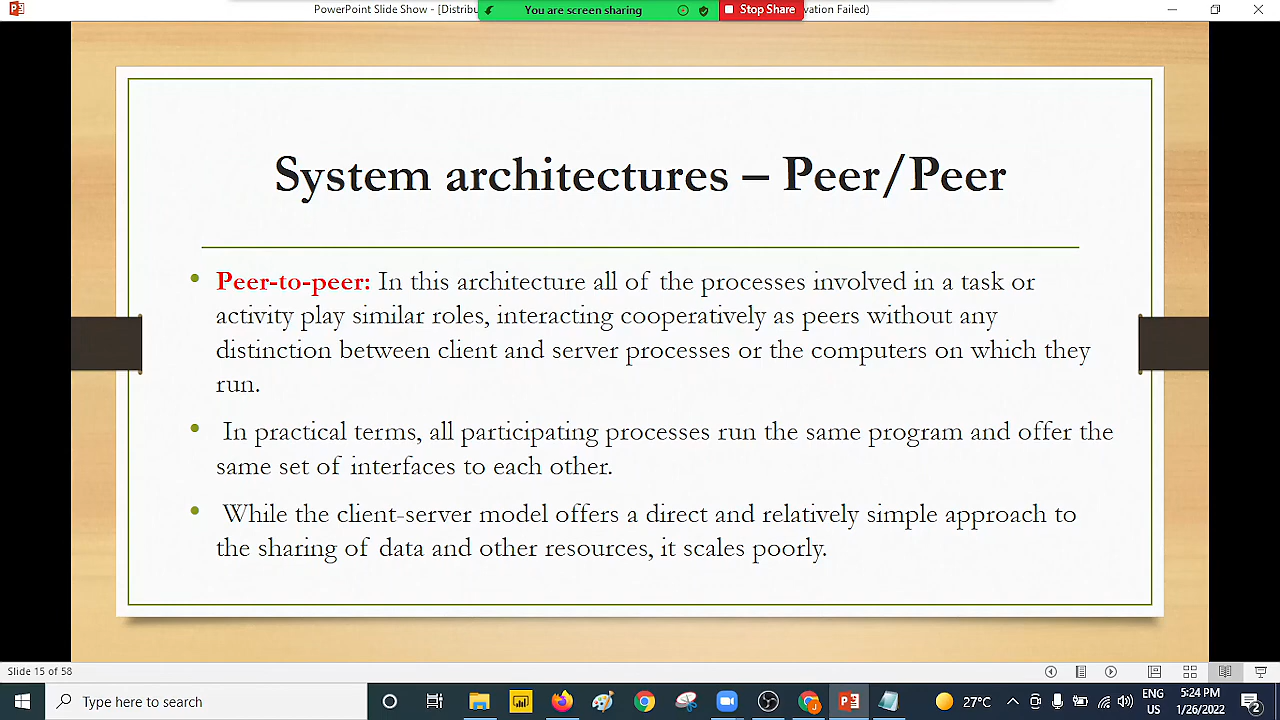 PowerPoint Slide Show - [Distribu
You are screen sharing
Stop Share
vation Failed)
System architectures – Peer/Peer
• Peer-to-peer: In this architecture all of the processes involved in a task or
activity play similar roles, interacting cooperatively as peers without any
distinction between client and server processes or the computers on which they
run.
• In practical terms, all participating processes run the same program and offer the
same set of interfaces to each other.
• While the client-server model offers a direct and relatively simple approach to
the sharing of data and other resources, it scales poorly.
Slide 15 of 58
Type here to search
27°C
ENG
US
5:24 PM
1/26/2022
2